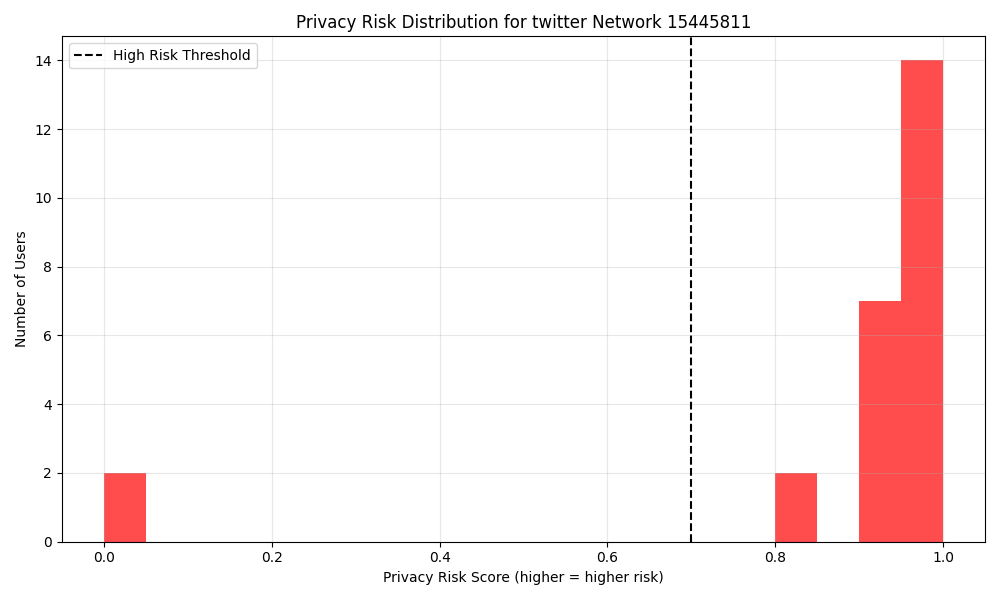 Privacy Risk Distribution for twitter Network 15445811
High Risk Threshold
Number of Users
14
12
10
8
6
4
2
0
0.0 0.2 0.4 0.6 0.8 1.0
Privacy Risk Score (higher = higher risk)